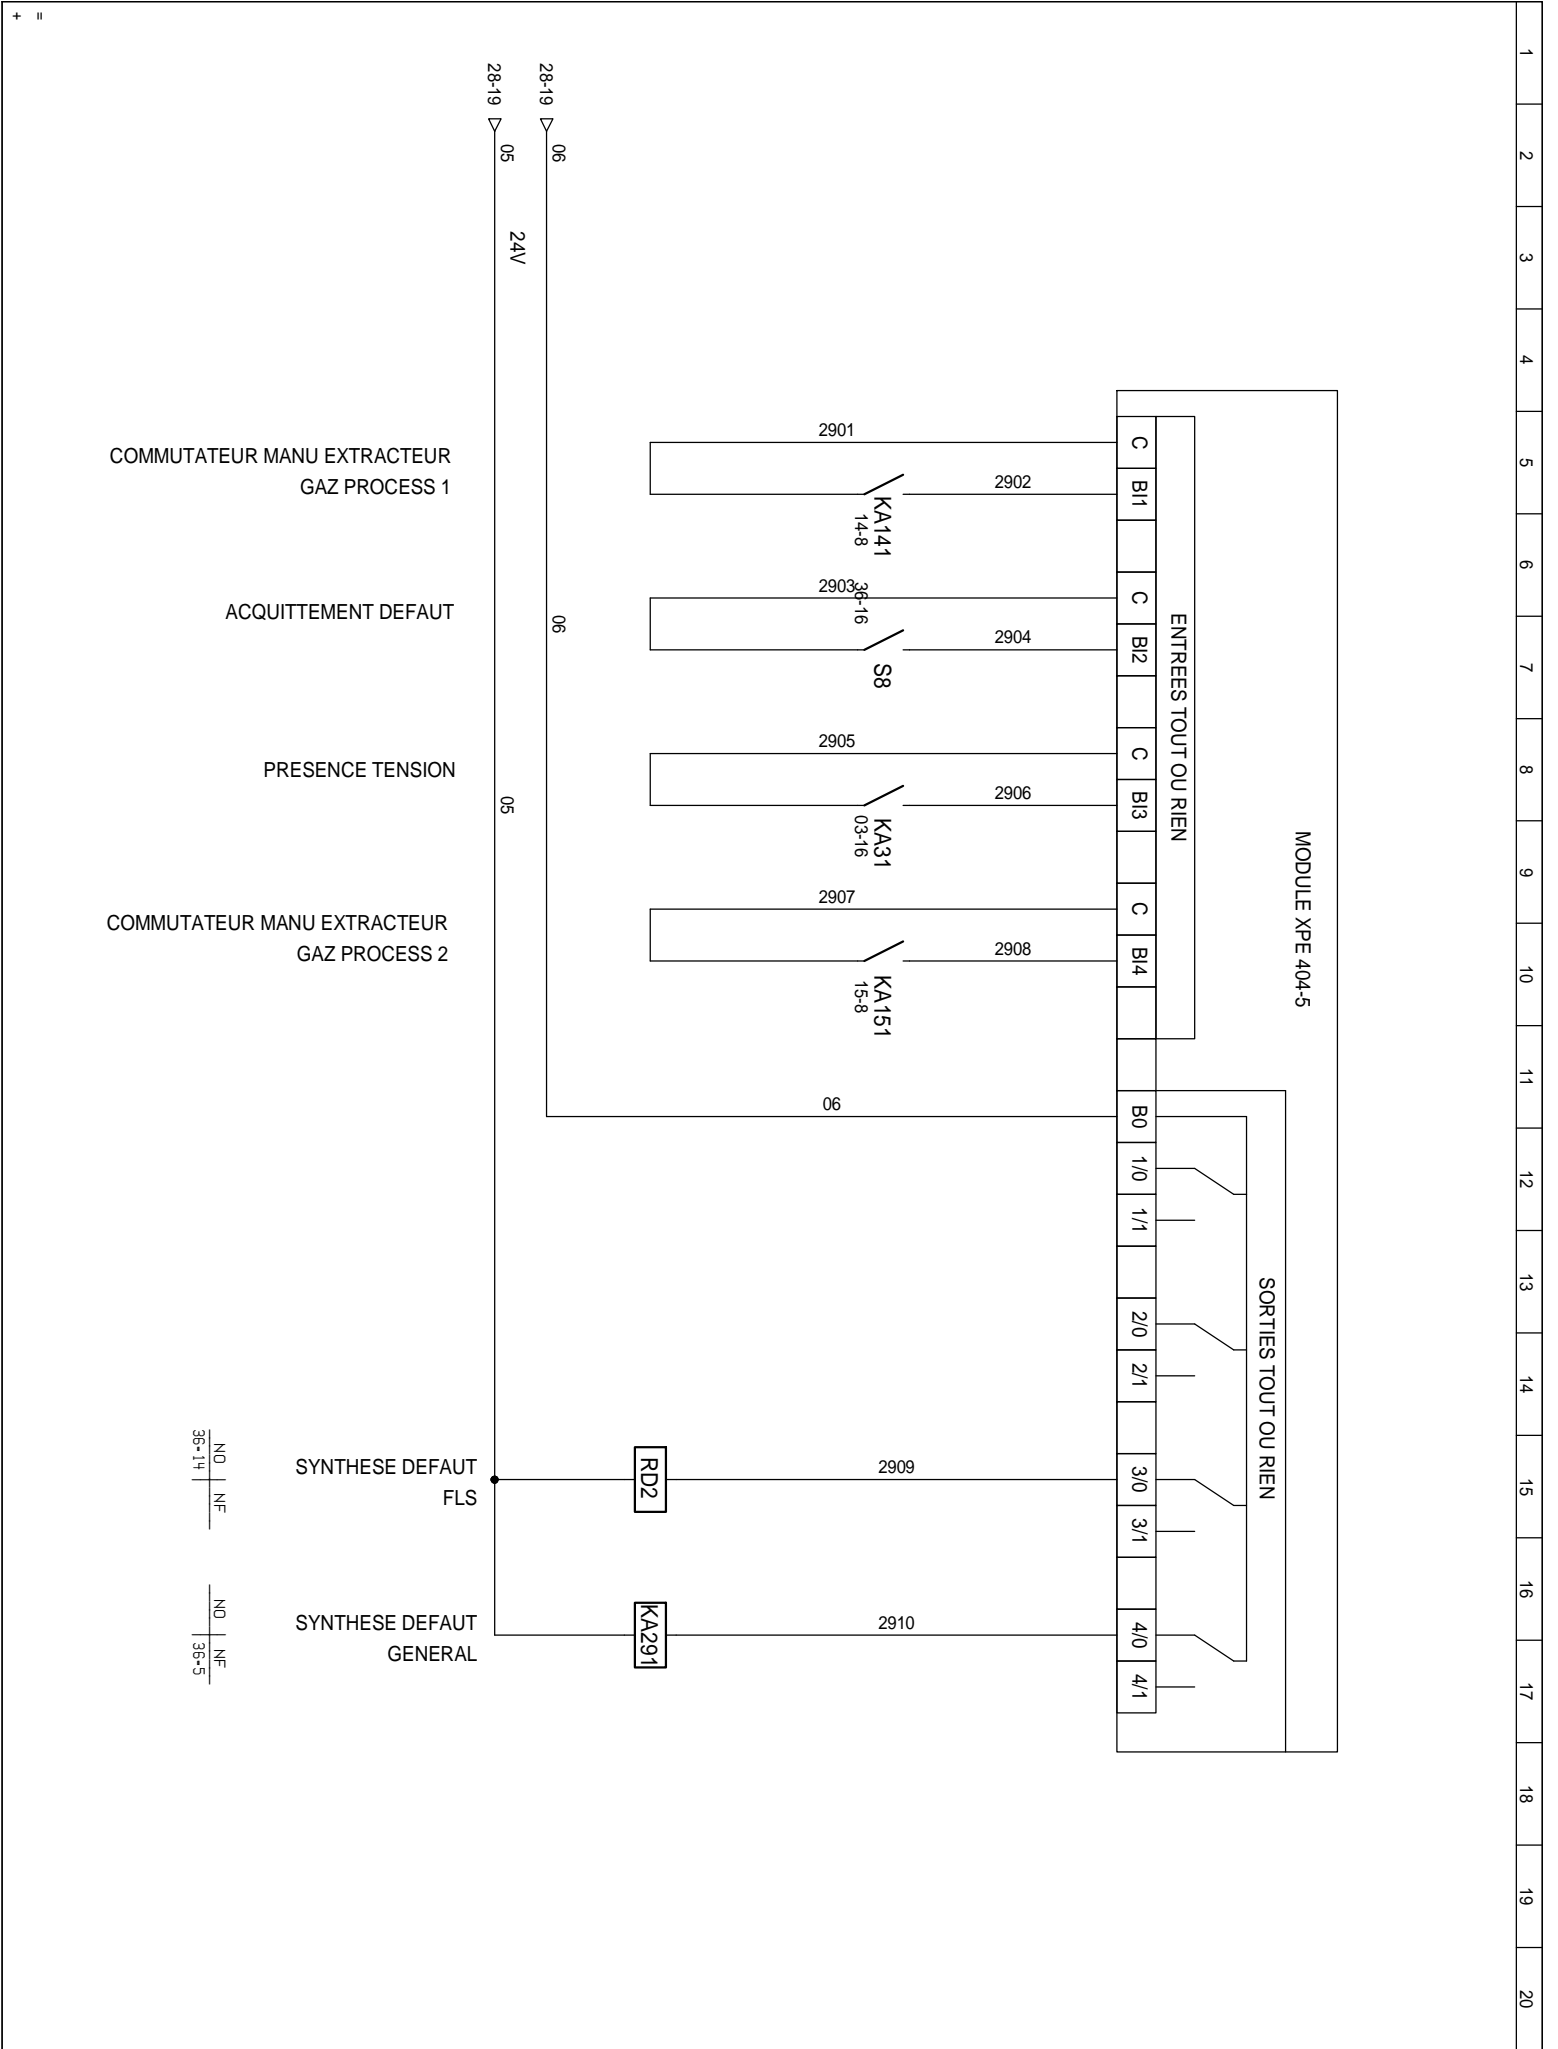 1 2 3 4 5 6 7 8 9 10 11 12 13 14 15 16 17 18 19 20
MODULE XPE 404-5
ENTREES TOUT OU RIEN
SORTIES TOUT OU RIEN
C BI1 C BI2 C BI3 C BI4 B0 1/0 1/1 2/0 2/1 3/0 3/1 4/0 4/1
2901
2902
KA141
14-8
2903
36-16
2904
S8
2905
2906
KA31
03-16
2907
2908
KA151
15-8
06
2909
RD2
2910
KA291
28-19
06
06
28-19
05
24V
05
COMMUTATEUR MANU EXTRACTEUR
GAZ PROCESS 1
ACQUITTEMENT DEFAUT
PRESENCE TENSION
COMMUTATEUR MANU EXTRACTEUR
GAZ PROCESS 2
SYNTHESE DEFAUT
FLS
SYNTHESE DEFAUT
GENERAL
NO NF
36-14
NO NF
36-5
=
+